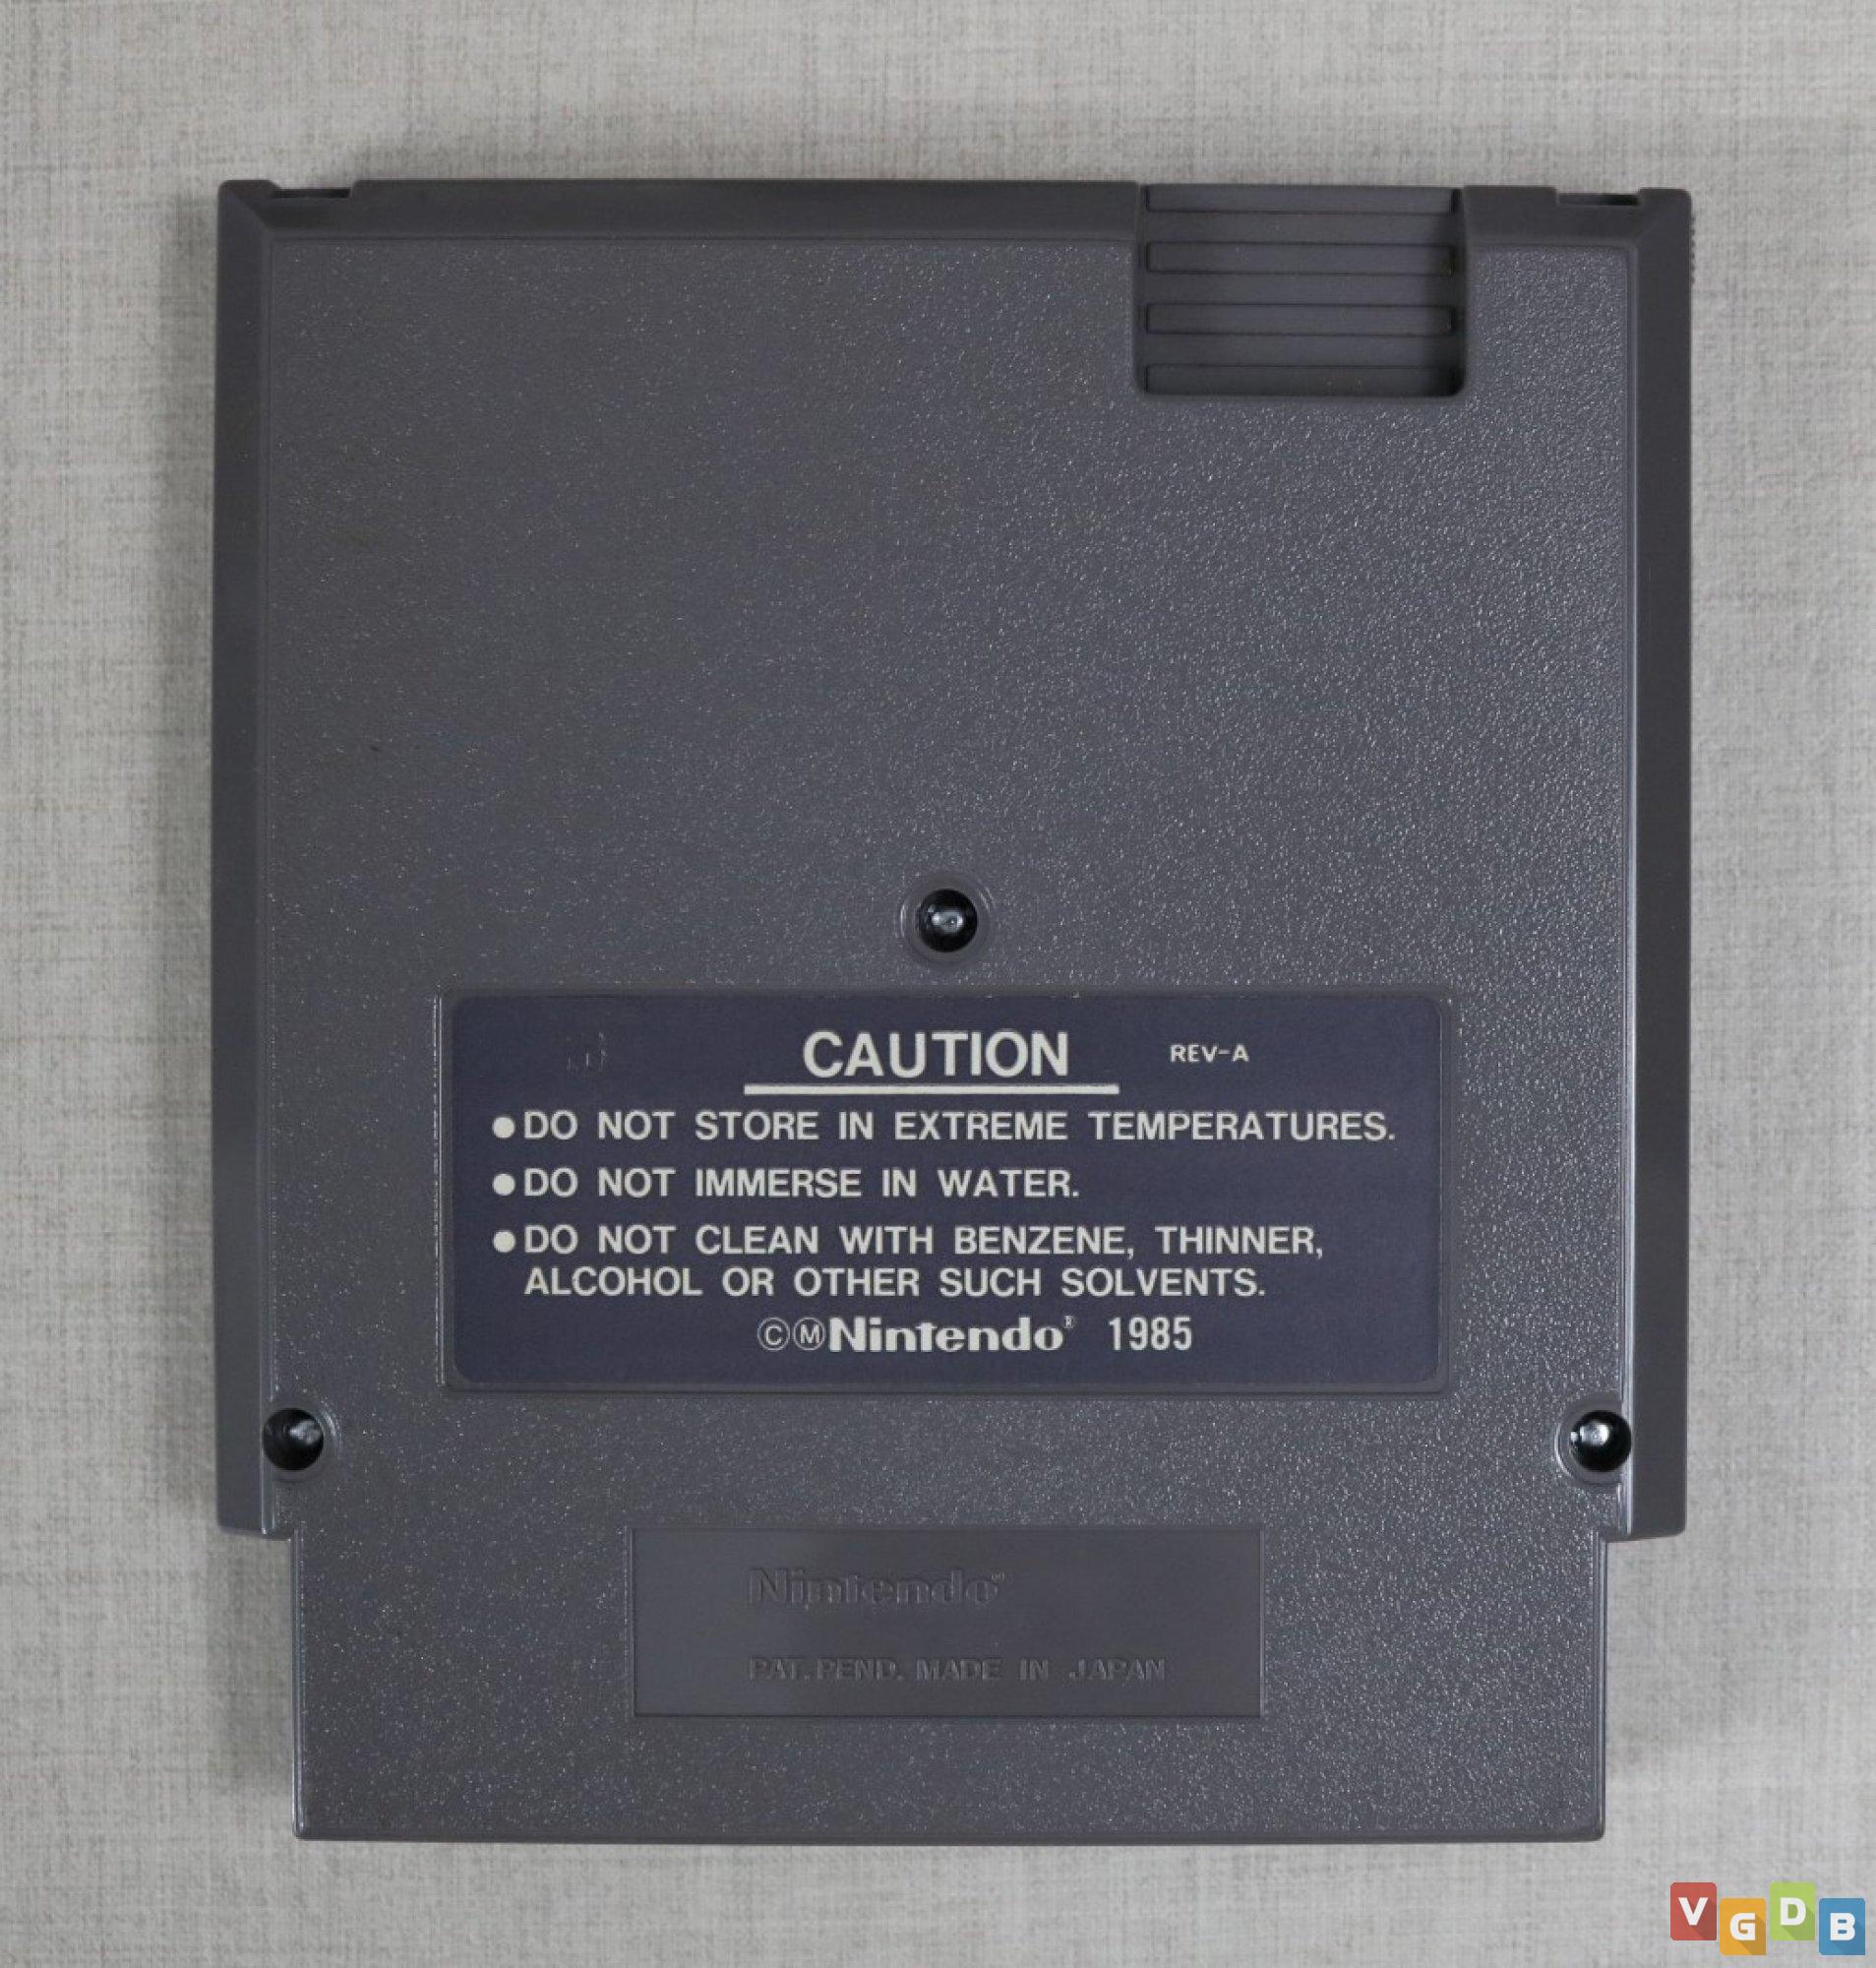 CAUTION REV-A
●DO NOT STORE IN EXTREME TEMPERATURES.
●DO NOT IMMERSE IN WATER.
●DO NOT CLEAN WITH BENZENE, THINNER,
ALCOHOL OR OTHER SUCH SOLVENTS.
©ⓂNintendo® 1985
Nintendo®
PAT. PEND. MADE IN JAPAN
VGDB